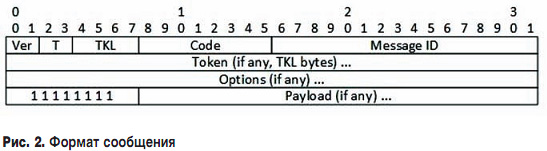 0 1 2 3
0 1 2 3 4 5 6 7 8 9 0 1 2 3 4 5 6 7 8 9 0 1 2 3 4 5 6 7 8 9 0 1
Ver T TKL Code Message ID
Token (if any, TKL bytes) ...
Options (if any) ...
1 1 1 1 1 1 1 1 Payload (if any) ...
Рис. 2. Формат сообщения